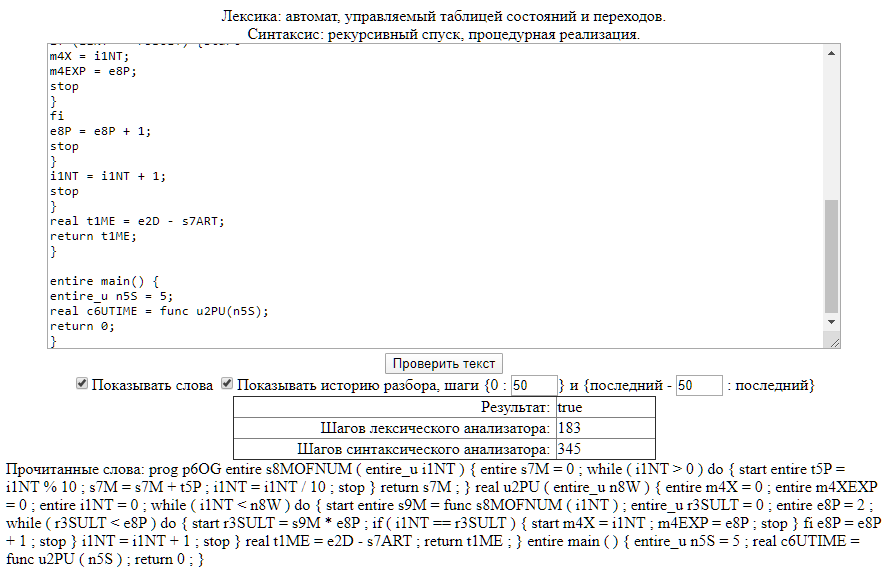 Лексика: автомат, управляемый таблицей состояний и переходов.
Синтаксис: рекурсивный спуск, процедурная реализация.
m4X = i1NT;
m4EXP = e8P;
stop
}
fi
e8P = e8P + 1;
stop
}
i1NT = i1NT + 1;
stop
}
real t1ME = e2D - s7ART;
return t1ME;
}
entire main() {
entire_u n5S = 5;
real c6UTIME = func u2PU(n5S);
return 0;
}
Проверить текст
Показывать слова Показывать историю разбора, шаги {0 : 50 } и {последний - 50 : последний}
Результат: true
Шагов лексического анализатора: 183
Шагов синтаксического анализатора: 345
Прочитанные слова: prog p6OG entire s8MOFNUM ( entire_u i1NT ) { entire s7M = 0 ; while ( i1NT > 0 ) do { start entire t5P =
i1NT % 10 ; s7M = s7M + t5P ; i1NT = i1NT / 10 ; stop } return s7M ; } real u2PU ( entire_u n8W ) { entire m4X = 0 ; entire m4XEXP
= 0 ; entire i1NT = 0 ; while ( i1NT < n8W ) do { start entire s9M = func s8MOFNUM ( i1NT ) ; entire_u r3SULT = 0 ; entire e8P = 2 ;
while ( r3SULT < e8P ) do { start r3SULT = s9M * e8P ; if ( i1NT == r3SULT ) { start m4X = i1NT ; m4EXP = e8P ; stop } fi e8P = e8P
+ 1 ; stop } i1NT = i1NT + 1 ; stop } real t1ME = e2D - s7ART ; return t1ME ; } entire main ( ) { entire_u n5S = 5 ; real c6UTIME =
func u2PU ( n5S ) ; return 0 ; }